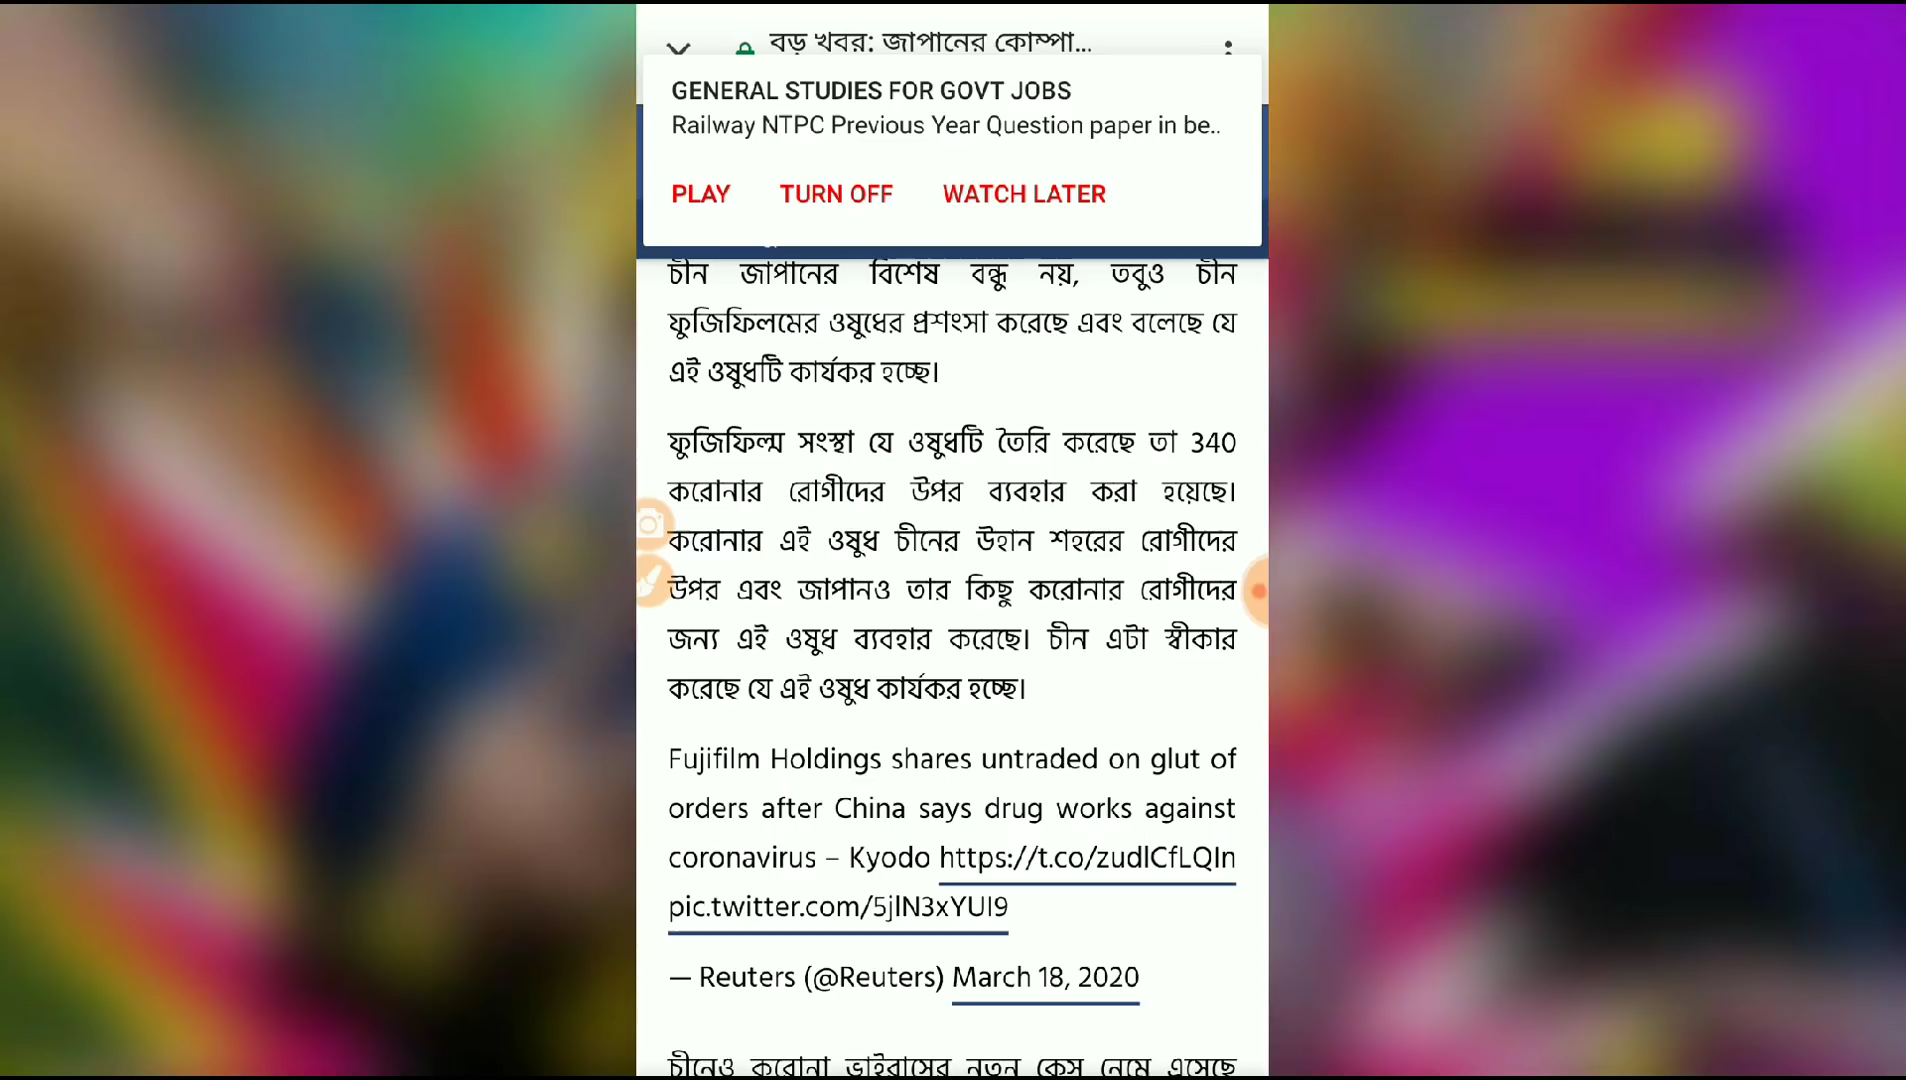 বড় খবর: জাপানের কোম্পা...
GENERAL STUDIES FOR GOVT JOBS
Railway NTPC Previous Year Question paper in be..
PLAY TURN OFF WATCH LATER
চীন জাপানের বিশেষ বন্ধু নয়, তবুও চীন
ফুজিফিলমের ওষুধের প্রশংসা করেছে এবং বলেছে যে
এই ওষুধটি কার্যকর হচ্ছে।
ফুজিফিল্ম সংস্থা যে ওষুধটি তৈরি করেছে তা 340
করোনার রোগীদের উপর ব্যবহার করা হয়েছে।
করোনার এই ওষুধ চীনের উহান শহরের রোগীদের
উপর এবং জাপানও তার কিছু করোনার রোগীদের
জন্য এই ওষুধ ব্যবহার করেছে। চীন এটা স্বীকার
করেছে যে এই ওষুধ কার্যকর হচ্ছে।
Fujifilm Holdings shares untraded on glut of
orders after China says drug works against
coronavirus – Kyodo https://t.co/zudlCfLQIn
pic.twitter.com/5jlN3xYUI9
— Reuters (@Reuters) March 18, 2020
চীনেও করোনা ভাইরাসের নতুন কেস নেমে এসেছে